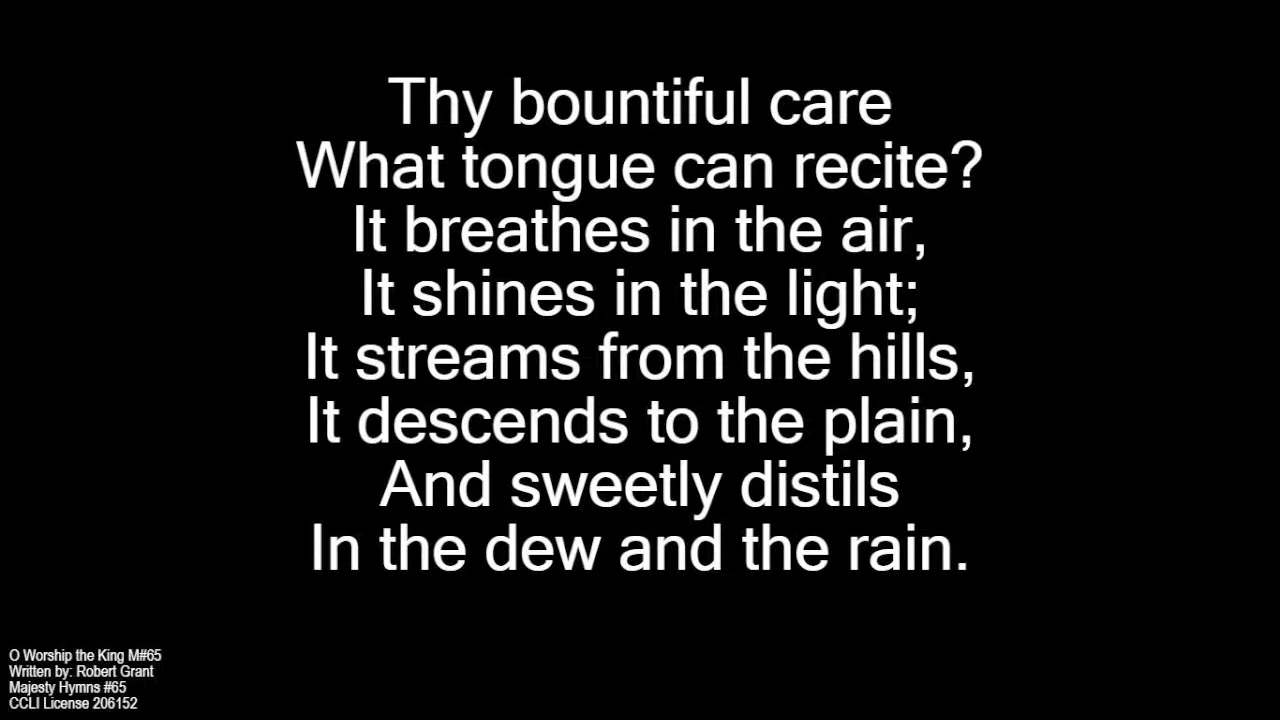 Thy bountiful care
What tongue can recite?
It breathes in the air,
It shines in the light;
It streams from the hills,
It descends to the plain,
And sweetly distils
In the dew and the rain.
O Worship the King M#65
Written by: Robert Grant
Majesty Hymns #65
CCLI License 206152